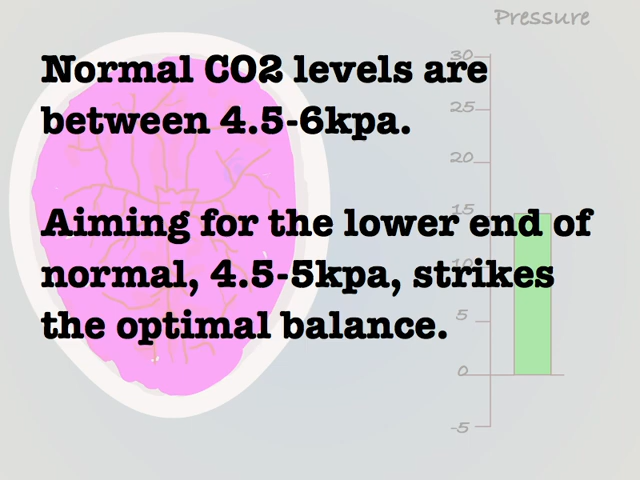 Pressure
Normal CO2 levels are
between 4.5-6kpa.
Aiming for the lower end of
normal, 4.5-5kpa, strikes
the optimal balance.
30
25
20
15
10
5
0
-5